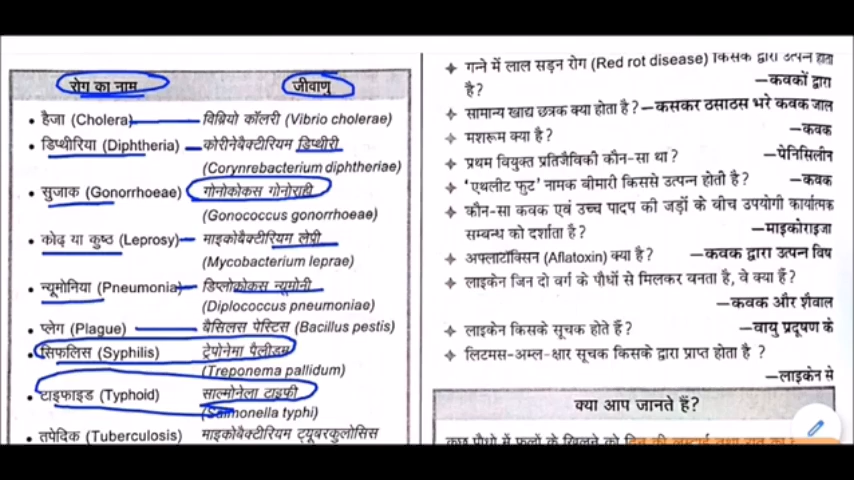 रोग का नाम
जीवाणु
• हैजा (Cholera)
विब्रियो कॉलरी (Vibrio cholerae)
• डिप्थीरिया (Diphtheria)
कोरीनेबैक्टीरियम डिप्थीरी
(Corynrebacterium diphtheriae)
• सुजाक (Gonorrhoeae)
गोनोकोकस गोनोराही
(Gonococcus gonorrhoeae)
• कोढ़ या कुष्ठ (Leprosy)
माइकोबैक्टीरियम लेप्री
(Mycobacterium leprae)
• न्यूमोनिया (Pneumonia)
डिप्लोकोकस न्यूमोनी
(Diplococcus pneumoniae)
• प्लेग (Plague)
बैसिलस पेस्टिस (Bacillus pestis)
• सिफलिस (Syphilis)
ट्रेपोनेमा पैलीडम
(Treponema pallidum)
• टाइफाइड (Typhoid)
साल्मोनेला टाइफी
(Salmonella typhi)
• तपेदिक (Tuberculosis)
माइकोबैक्टीरियम ट्यूबरकुलोसिस
गन्ने में लाल सड़न रोग (Red rot disease) किसके द्वारा उत्पन्न होता
है?
—कवकों द्वारा
सामान्य खाद्य छत्रक क्या होता है? —कसकर ठसाठस भरे कवक जाल
मशरूम क्या है?
—कवक
प्रथम वियुक्त प्रतिजैविकी कौन-सा था?
—पेनिसिलीन
'एथलीट फुट' नामक बीमारी किससे उत्पन्न होती है?
—कवक
कौन-सा कवक एवं उच्च पादप की जड़ों के बीच उपयोगी कार्यात्मक
सम्बन्ध को दर्शाता है?
—माइकोराइजा
अफ्लाटॉक्सिन (Aflatoxin) क्या है?
—कवक द्वारा उत्पन विष
लाइकेन जिन दो वर्ग के पौधों से मिलकर बनता है, वे क्या हैं?
—कवक और शैवाल
लाइकेन किसके सूचक होते हैं?
—वायु प्रदूषण के
लिटमस-अम्ल-क्षार सूचक किसके द्वारा प्राप्त होता है ?
—लाइकेन से
क्या आप जानते हैं?